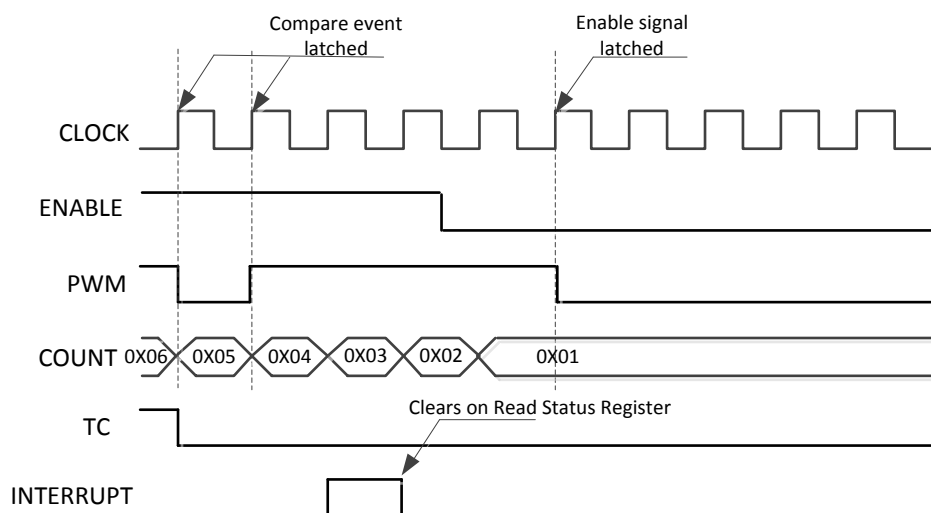 Compare event
latched
Enable signal
latched
CLOCK
ENABLE
PWM
COUNT 0X06 0X05 0X04 0X03 0X02 0X01
Clears on Read Status Register
TC
INTERRUPT